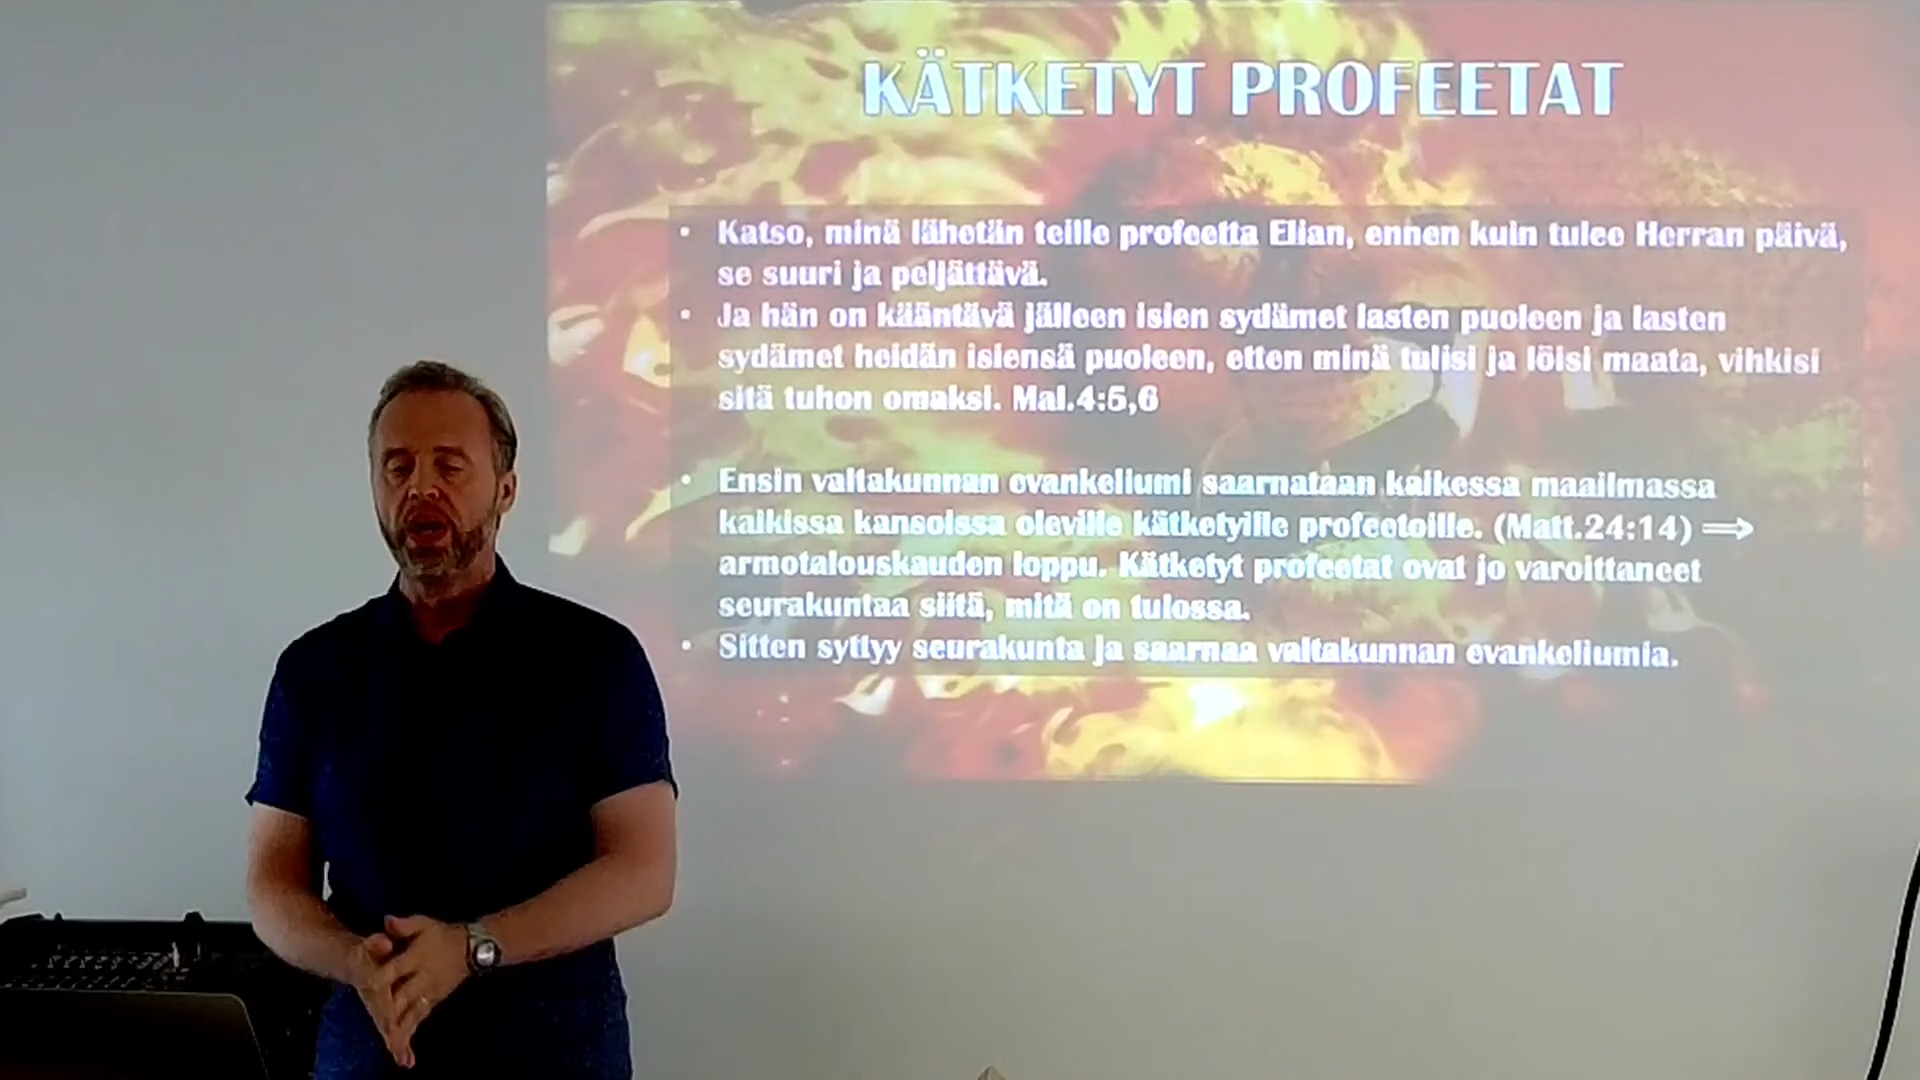 KÄTKETYT PROFEETAT
• Katso, minä lähetän teille profeetta Elian, ennen kuin tulee Herran päivä,
se suuri ja peljättävä.
• Ja hän on kääntävä jälleen isien sydämet lasten puoleen ja lasten
sydämet heidän isiensä puoleen, etten minä tulisi ja löisi maata, vihkisi
sitä tuhon omaksi. Mal.4:5,6
• Ensin valtakunnan evankeliumi saarnataan kaikessa maailmassa
kaikissa kansoissa oleville kätketyille profeetoille. (Matt.24:14) ⇒
armotalouskauden loppu. Kätketyt profeetat ovat jo varoittaneet
seurakuntaa siitä, mitä on tulossa.
• Sitten syttyy seurakunta ja saarnaa valtakunnan evankeliumia.